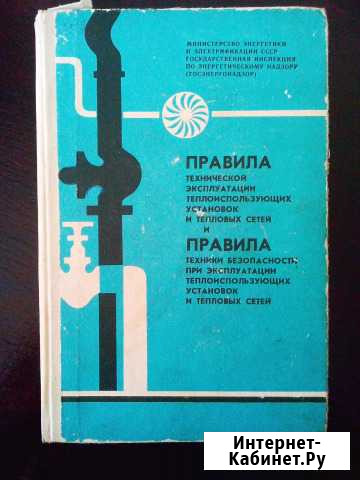 МИНИСТЕРСТВО ЭНЕРГЕТИКИ
И ЭЛЕКТРИФИКАЦИИ СССР
ГОСУДАРСТВЕННАЯ ИНСПЕКЦИЯ
ПО ЭНЕРГЕТИЧЕСКОМУ НАДЗОРУ
(ГОСЭНЕРГОНАДЗОР)
ПРАВИЛА
ТЕХНИЧЕСКОЙ
ЭКСПЛУАТАЦИИ
ТЕПЛОИСПОЛЬЗУЮЩИХ
УСТАНОВОК
И ТЕПЛОВЫХ СЕТЕЙ
И
ПРАВИЛА
ТЕХНИКИ БЕЗОПАСНОСТИ
ПРИ ЭКСПЛУАТАЦИИ
ТЕПЛОИСПОЛЬЗУЮЩИХ
УСТАНОВОК
И ТЕПЛОВЫХ СЕТЕЙ
Интернет-
Кабинет.Ру